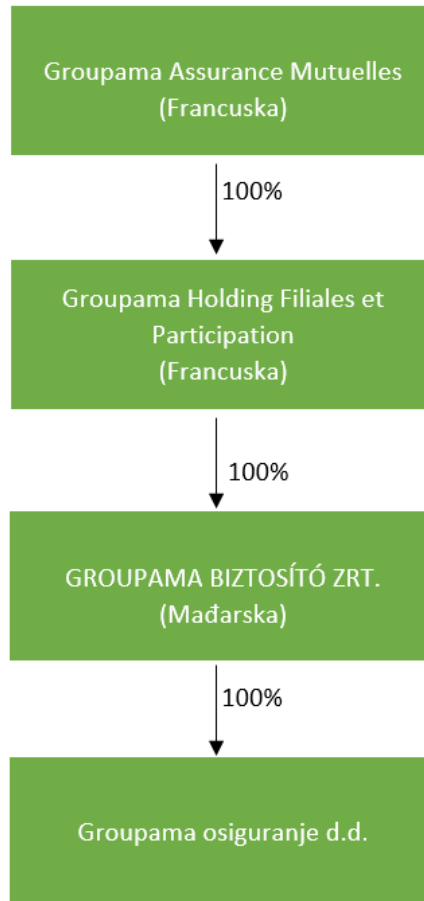 Groupama Assurance Mutuelles
(Francuska)
100%
Groupama Holding Filiales et
Participation
(Francuska)
100%
GROUPAMA BIZTOSÍTÓ ZRT.
(Mađarska)
100%
Groupama osiguranje d.d.